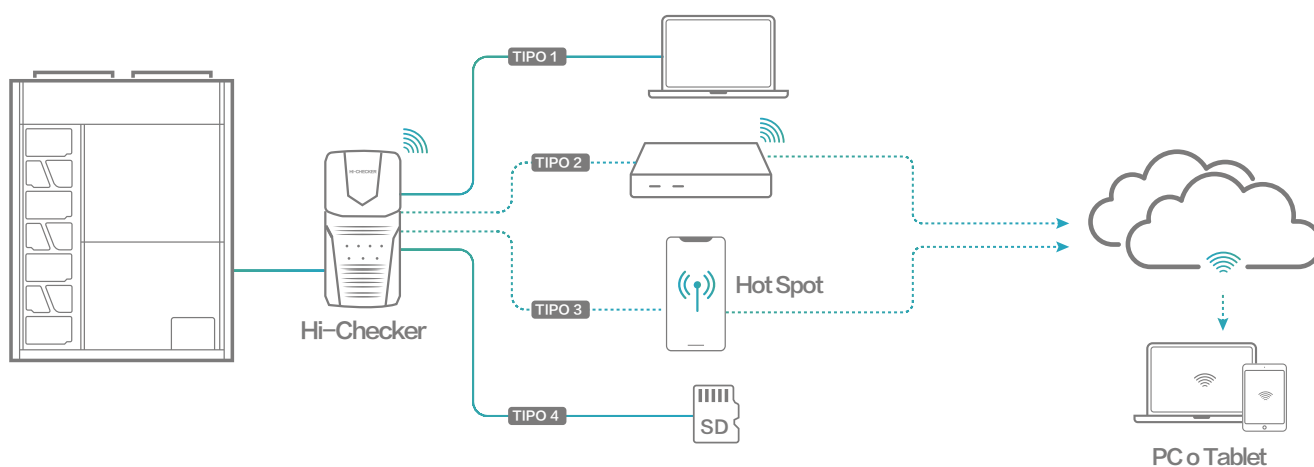 TIPO 1
HI-CHECKER
TIPO 2
TIPO 3
Hot Spot
Hi-Checker
TIPO 4
SD
PC o Tablet